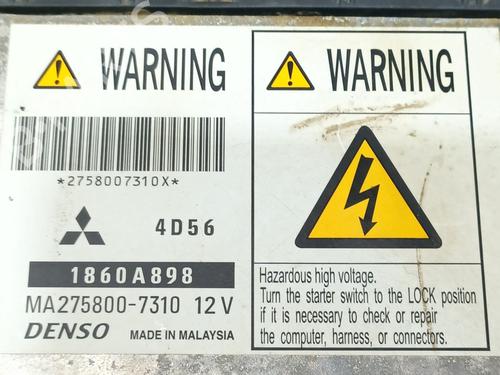 WARNING
*2758007310X*
4D56
1860A898
MA275800-7310 12 V
DENSO MADE IN MALAYSIA
WARNING
Hazardous high voltage.
Turn the starter switch to the LOCK position
if it is necessary to check or repair
the computer, harness, or connectors.